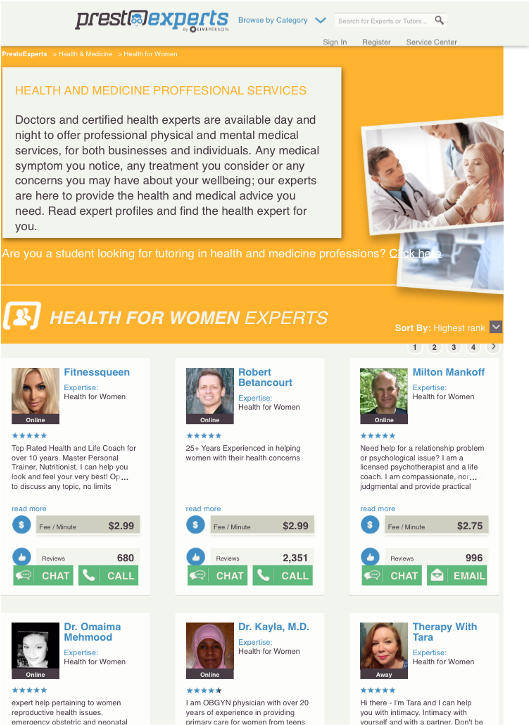 prestoexperts
by LIVEPERSON
Browse by Category
Search for Experts or Tutors...
Sign In Register Service Center
PrestoExperts > Health & Medicine > Health for Women
HEALTH AND MEDICINE PROFFESIONAL SERVICES
Doctors and certified health experts are available day and
night to offer professional physical and mental medical
services, for both businesses and individuals. Any medical
symptom you notice, any treatment you consider or any
concerns you may have about your wellbeing; our experts
are here to provide the health and medical advice you
need. Read expert profiles and find the health expert for
you.
Are you a student looking for tutoring in health and medicine professions? Click here
HEALTH FOR WOMEN EXPERTS
Sort By: Highest rank
1 2 3 4 >
Fitnessqueen
Expertise:
Health for Women
Online
Top Rated Health and Life Coach for
over 10 years. Master Personal
Trainer, Nutritionist. I can help you
look and feel your very best! Op...
to discuss any topic, no limits
read more
$ Fee / Minute $2.99
Reviews 680
CHAT CALL
Robert
Betancourt
Expertise:
Health for Women
Online
25+ Years Experienced in helping
women with their health concerns
read more
$ Fee / Minute $2.99
Reviews 2,351
CHAT CALL
Milton Mankoff
Expertise:
Health for Women
Online
Need help for a relationship problem
or psychological issue? I am a
licensed psychotherapist and a life
coach. I am compassionate, non...
judgmental and provide practical
read more
$ Fee / Minute $2.75
Reviews 996
CHAT EMAIL
Dr. Omaima
Mehmood
Expertise:
Health for Women
Online
expert help pertaining to women
reproductive health issues,
emergency obstetric and neonatal
Dr. Kayla, M.D.
Expertise:
Health for Women
Online
I am OBGYN physician with over 20
years of experience in providing
primary care for women from teens
Therapy With
Tara
Expertise:
Health for Women
Away
Hi there - I'm Tara and I can help
you with intimacy. Intimacy with
yourself and with a partner. Don't be